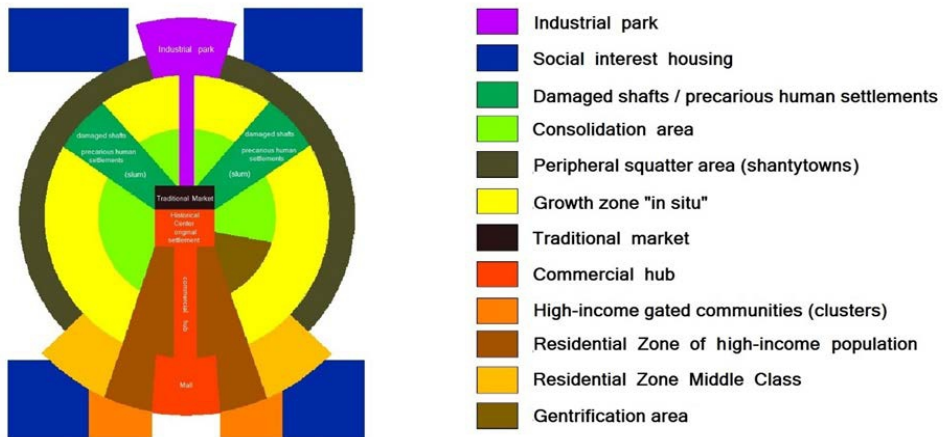 Industrial park
damaged shafts
precarious human
settlements
(slum)
damaged shafts
precarious human
settlements
(slum)
Traditional Market
Historical
Center
original
settlement
commercial hub
Mall
Industrial park
Social interest housing
Damaged shafts / precarious human settlements
Consolidation area
Peripheral squatter area (shantytowns)
Growth zone "in situ"
Traditional market
Commercial hub
High-income gated communities (clusters)
Residential Zone of high-income population
Residential Zone Middle Class
Gentrification area